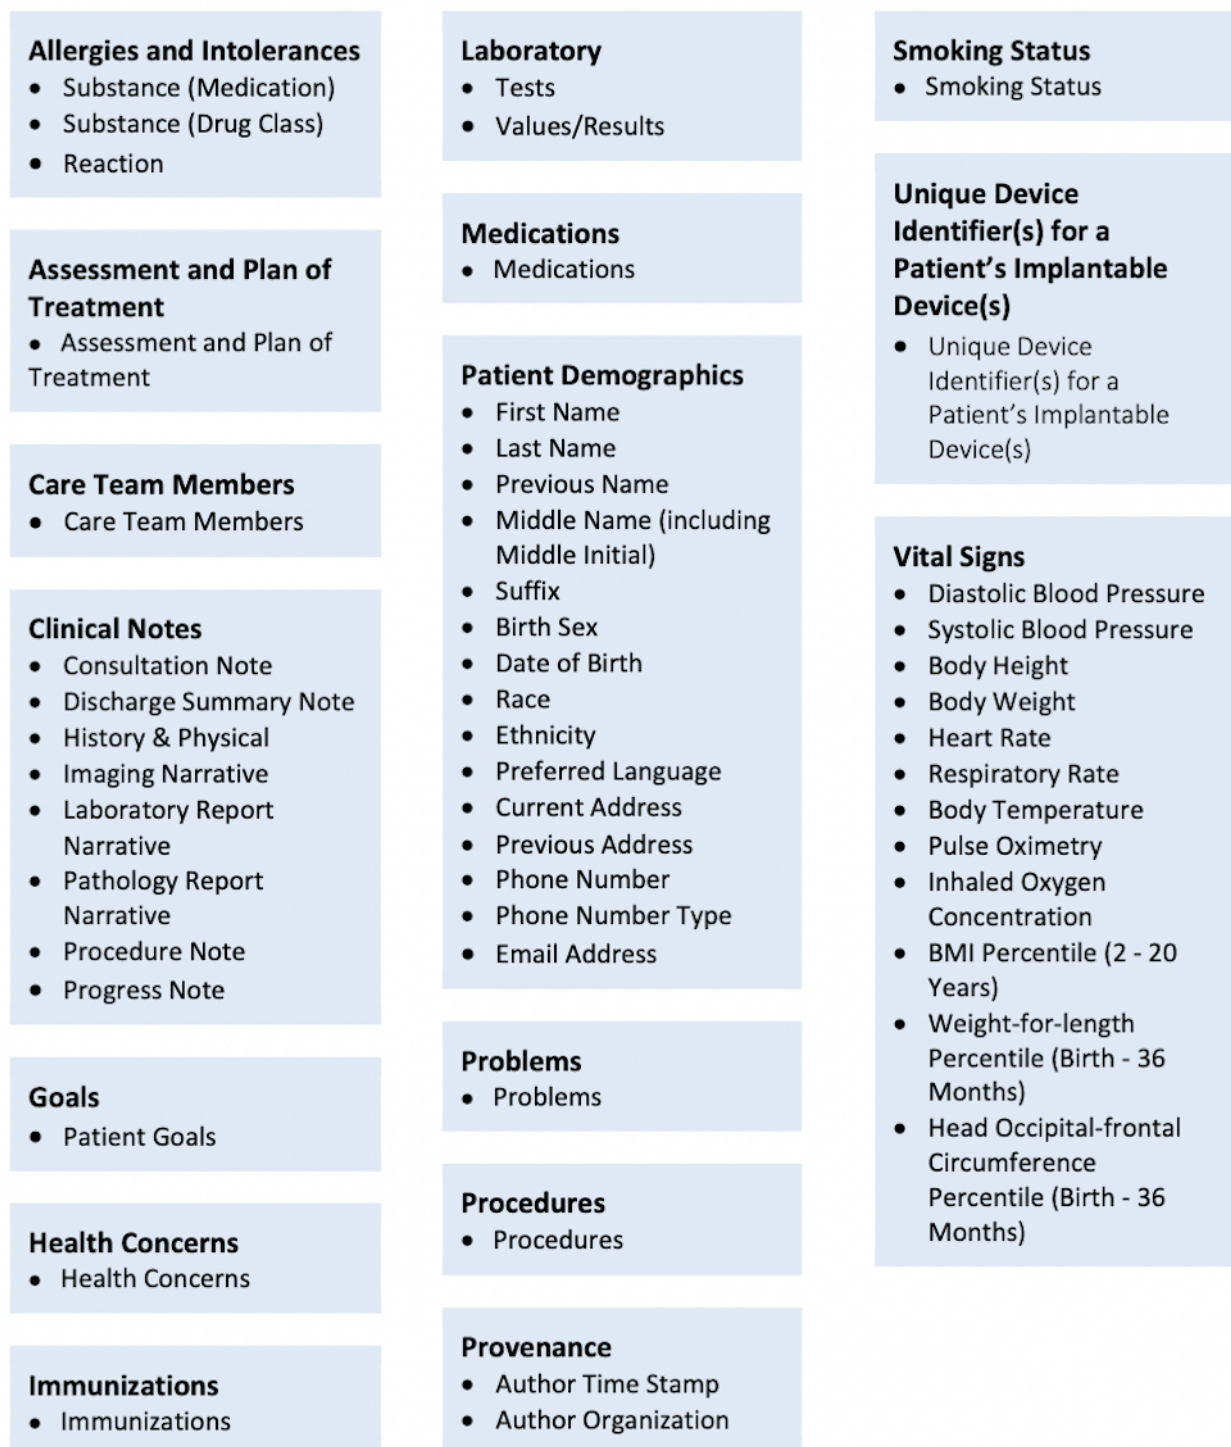 Allergies and Intolerances
• Substance (Medication)
• Substance (Drug Class)
• Reaction
Assessment and Plan of
Treatment
• Assessment and Plan of
Treatment
Care Team Members
• Care Team Members
Clinical Notes
• Consultation Note
• Discharge Summary Note
• History & Physical
• Imaging Narrative
• Laboratory Report
Narrative
• Pathology Report
Narrative
• Procedure Note
• Progress Note
Goals
• Patient Goals
Health Concerns
• Health Concerns
Immunizations
• Immunizations
Laboratory
• Tests
• Values/Results
Medications
• Medications
Patient Demographics
• First Name
• Last Name
• Previous Name
• Middle Name (including
Middle Initial)
• Suffix
• Birth Sex
• Date of Birth
• Race
• Ethnicity
• Preferred Language
• Current Address
• Previous Address
• Phone Number
• Phone Number Type
• Email Address
Problems
• Problems
Procedures
• Procedures
Provenance
• Author Time Stamp
• Author Organization
Smoking Status
• Smoking Status
Unique Device
Identifier(s) for a
Patient’s Implantable
Device(s)
• Unique Device
Identifier(s) for a
Patient’s Implantable
Device(s)
Vital Signs
• Diastolic Blood Pressure
• Systolic Blood Pressure
• Body Height
• Body Weight
• Heart Rate
• Respiratory Rate
• Body Temperature
• Pulse Oximetry
• Inhaled Oxygen
Concentration
• BMI Percentile (2 - 20
Years)
• Weight-for-length
Percentile (Birth - 36
Months)
• Head Occipital-frontal
Circumference
Percentile (Birth - 36
Months)